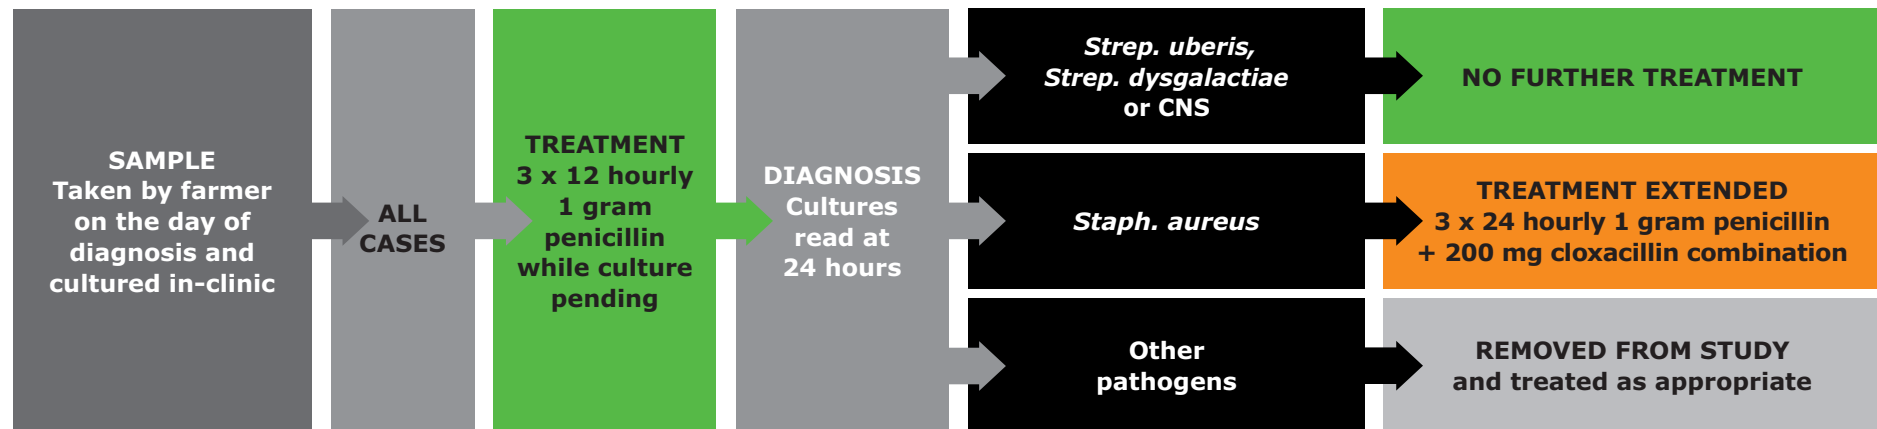 SAMPLE
Taken by farmer
on the day of
diagnosis and
cultured in-clinic
ALL
CASES
TREATMENT
3 x 12 hourly
1 gram
penicillin
while culture
pending
DIAGNOSIS
Cultures
read at
24 hours
Strep. uberis,
Strep. dysgalactiae
or CNS
NO FURTHER TREATMENT
Staph. aureus
TREATMENT EXTENDED
3 x 24 hourly 1 gram penicillin
+ 200 mg cloxacillin combination
Other
pathogens
REMOVED FROM STUDY
and treated as appropriate